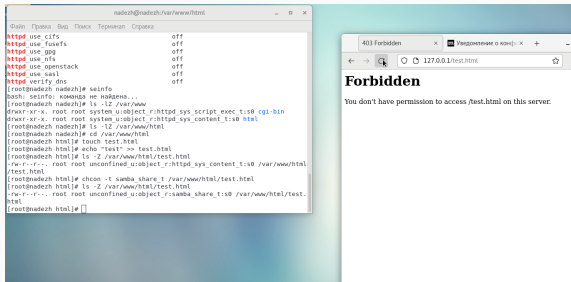 nadezh@nadezh:/var/www/html
Файл Правка Вид Поиск Терминал Справка
httpd_use_cifs off
httpd_use_fusefs off
httpd_use_gpg off
httpd_use_nfs off
httpd_use_openstack off
httpd_use_sasl off
httpd_verify_dns off
[root@nadezh nadezh]# seinfo
bash: seinfo: команда не найдена...
[root@nadezh nadezh]# ls -lZ /var/www
drwxr-xr-x. root root system_u:object_r:httpd_sys_script_exec_t:s0 cgi-bin
drwxr-xr-x. root root system_u:object_r:httpd_sys_content_t:s0 html
[root@nadezh nadezh]# ls -lZ /var/www/html
[root@nadezh nadezh]# cd /var/www/html
[root@nadezh html]# touch test.html
[root@nadezh html]# echo "test" >> test.html
[root@nadezh html]# ls -Z /var/www/html/test.html
-rw-r--r--. root root unconfined_u:object_r:httpd_sys_content_t:s0 /var/www/html
/test.html
[root@nadezh html]# chcon -t samba_share_t /var/www/html/test.html
[root@nadezh html]# ls -Z /var/www/html/test.html
-rw-r--r--. root root unconfined_u:object_r:samba_share_t:s0 /var/www/html/test.
html
[root@nadezh html]#
403 Forbidden
Уведомление о конф
127.0.0.1/test.html
Forbidden
You don't have permission to access /test.html on this server.